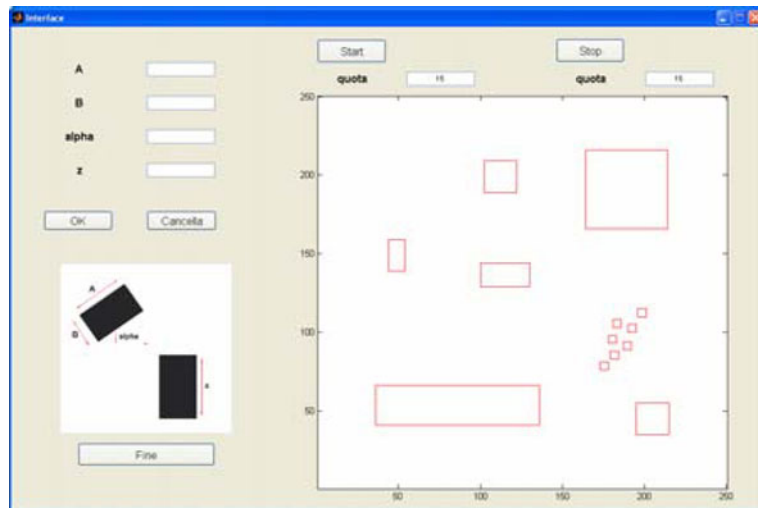 Interface
A
B
alpha
z
OK Cancella
A
B
alpha
z
Fine
Start Stop
quota 15 quota 15
250
200
150
100
50
50 100 150 200 250